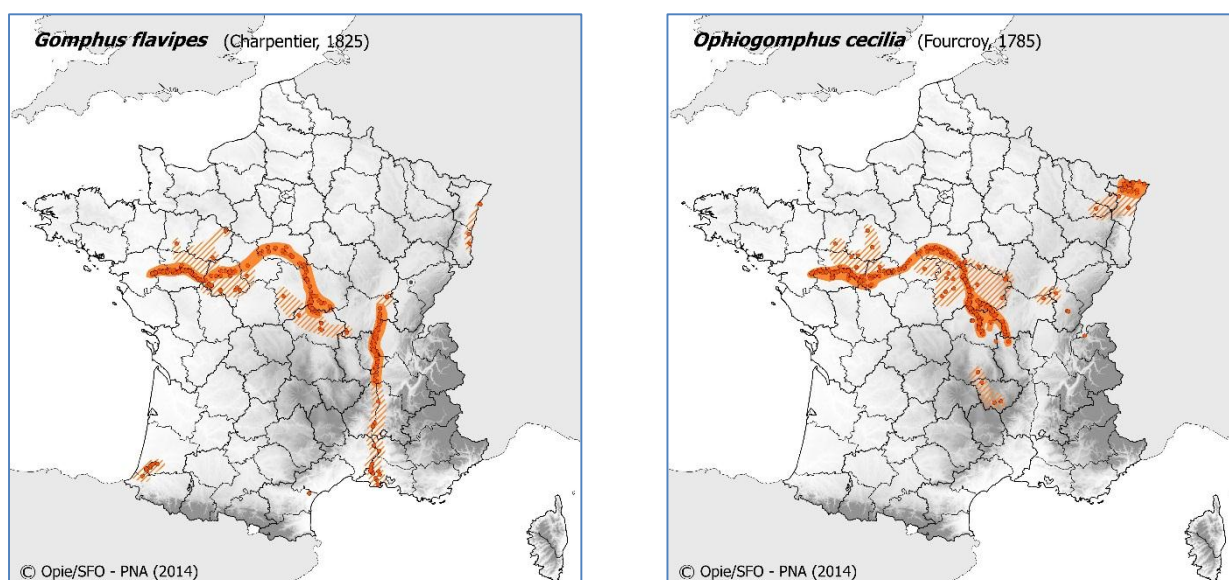 Gomphus flavipes (Charpentier, 1825)
© Opie/SFO - PNA (2014)
Ophiogomphus cecilia (Fourcroy, 1785)
© Opie/SFO - PNA (2014)